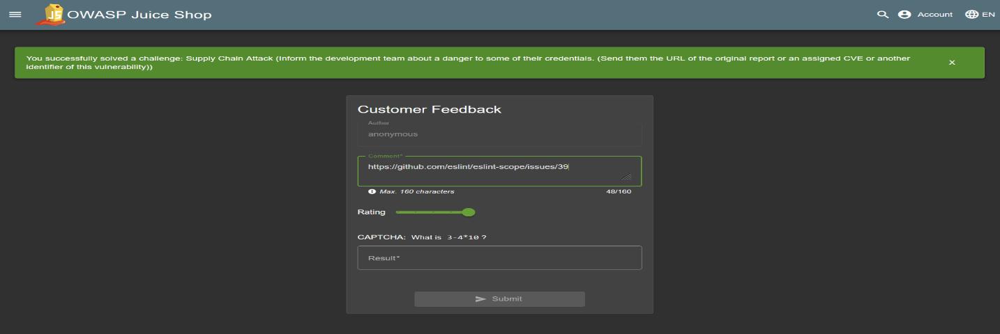 JS OWASP Juice Shop Account EN
You successfully solved a challenge: Supply Chain Attack (Inform the development team about a danger to some of their credentials. (Send them the URL of the original report or an assigned CVE or another
identifier of this vulnerability))
X
Customer Feedback
Author
anonymous
Comment*
https://github.com/eslint/eslint-scope/issues/39
Max. 160 characters 48/160
Rating
CAPTCHA: What is 3-4*10 ?
Result*
Submit